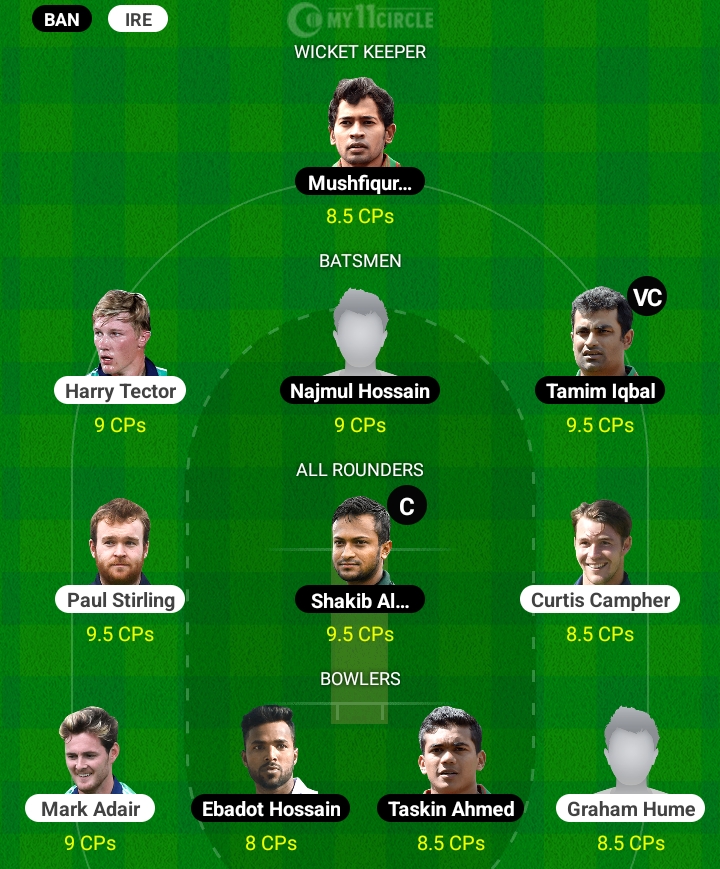 BAN IRE MY11CIRCLE
WICKET KEEPER
Mushfiqur...
8.5 CPs
BATSMEN
VC
Harry Tector Najmul Hossain Tamim Iqbal
9 CPs 9 CPs 9.5 CPs
ALL ROUNDERS
C
Paul Stirling Shakib Al... Curtis Campher
9.5 CPs 9.5 CPs 8.5 CPs
BOWLERS
Mark Adair Ebadot Hossain Taskin Ahmed Graham Hume
9 CPs 8 CPs 8.5 CPs 8.5 CPs